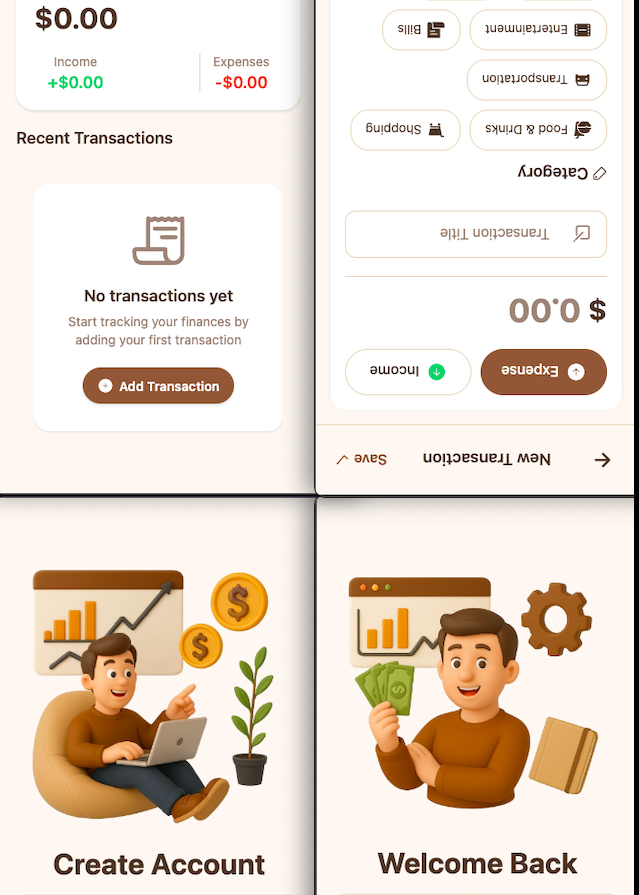 $0.00
Income
Expenses
+$0.00
-$0.00
Recent Transactions
No transactions yet
Start tracking your finances by
adding your first transaction
Add Transaction
New Transaction
Save
Expense
Income
$ 0.00
Transaction Title
Category
Food & Drinks
Shopping
Transportation
Entertainment
Bills
$
$
Create Account
$
Welcome Back